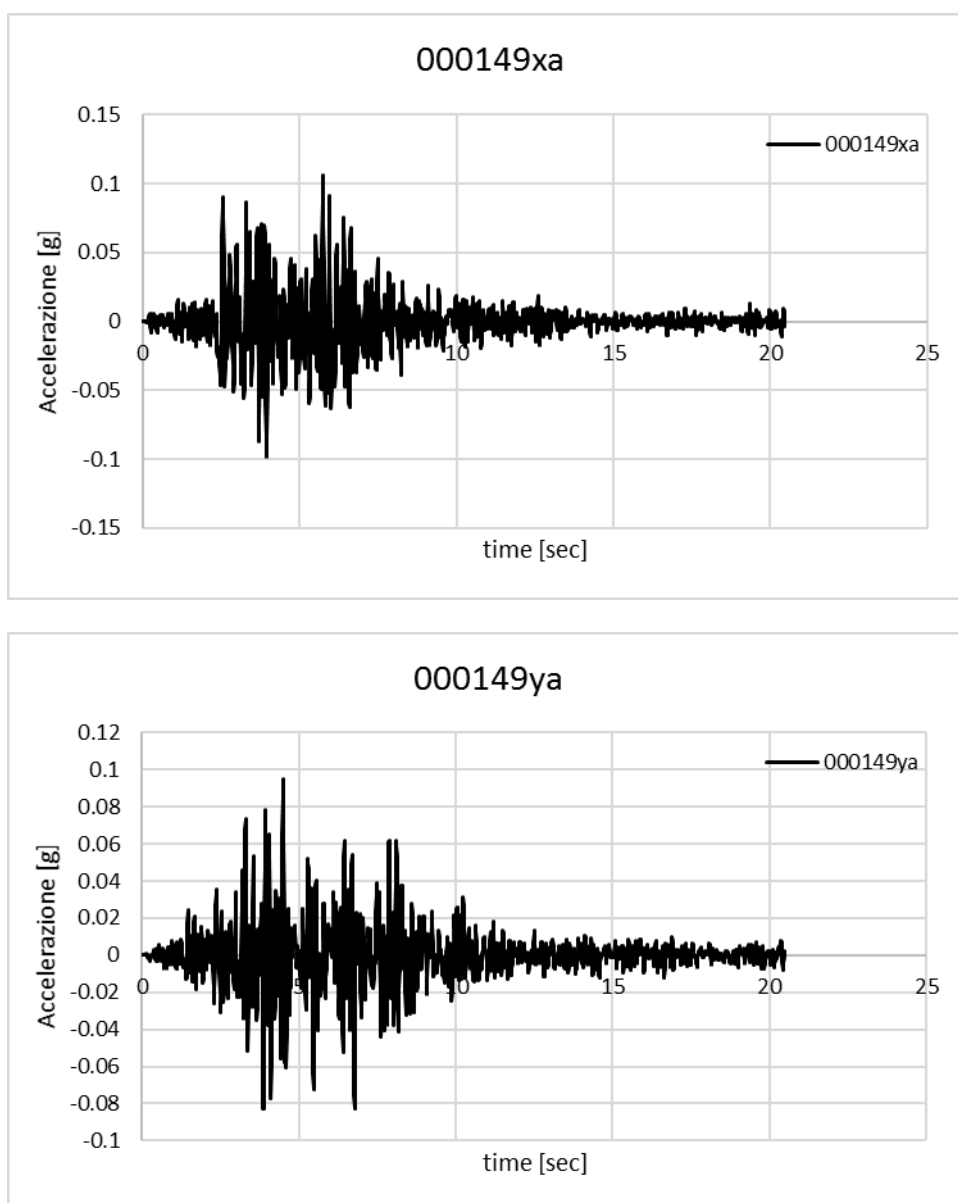 000149xa
0.15
000149xa
0.1
0.05
0
0 5 10 15 20 25
-0.05
-0.1
-0.15
Accelerazione [g]
time [sec]
000149ya
0.12
000149ya
0.1
0.08
0.06
0.04
0.02
0
0 5 10 15 20 25
-0.02
-0.04
-0.06
-0.08
-0.1
Accelerazione [g]
time [sec]